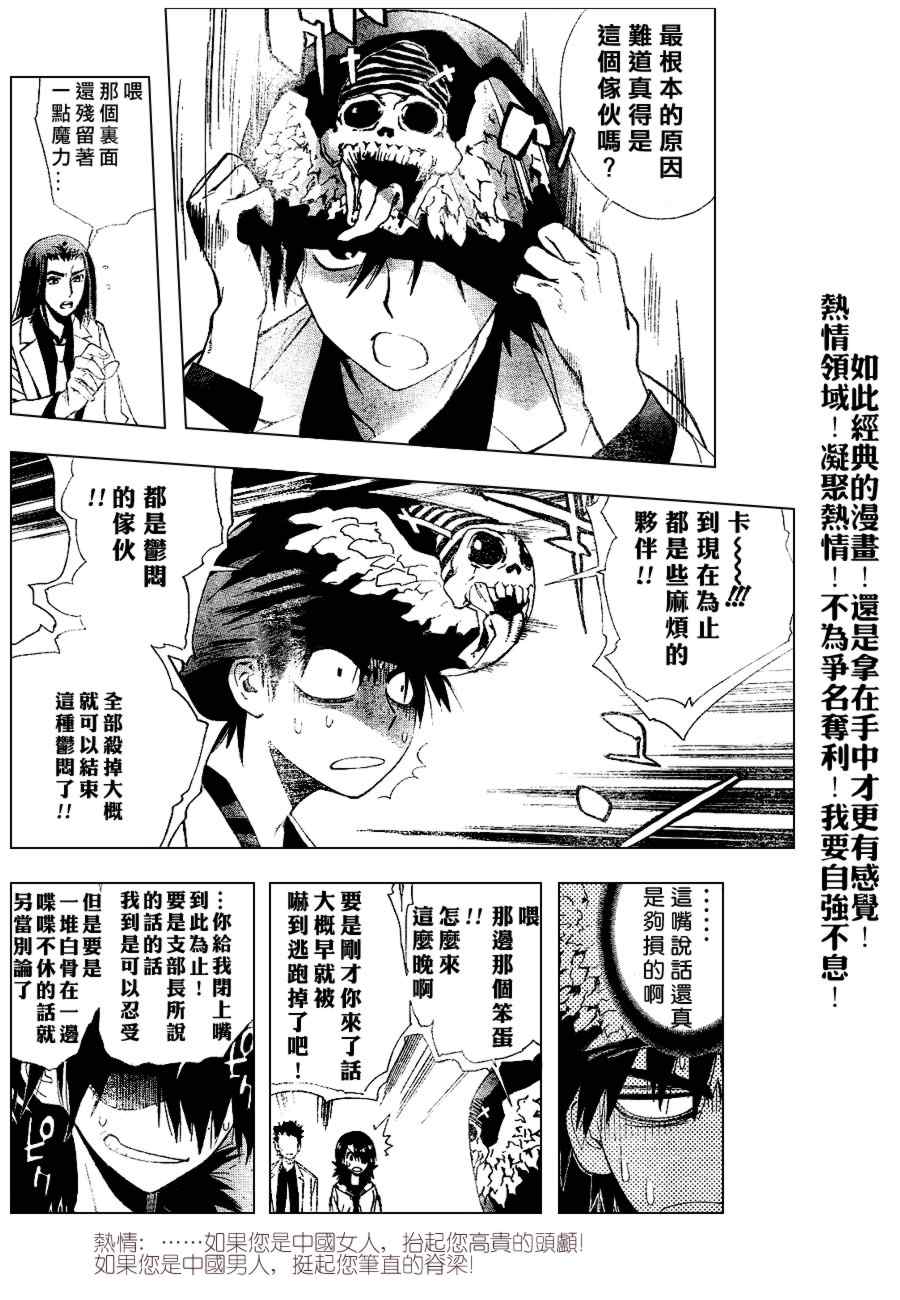 最根本的原因
難道真得是
這個傢伙嗎？
喂
那個裏面
還殘留著
一點魔力…
卡~~~~!!!
到現在為止
都是些麻煩的
夥伴!!
都是鬱悶
的傢伙
!!
全部殺掉大概
就可以結束
這種鬱悶了!!
……
這嘴說話還真
是夠損的啊
喂
那邊那個笨蛋
!!
怎麼來
這麼晚啊
要是剛才你來了話
大概早就被
嚇到逃跑掉了吧！
…你給我閉上嘴
到此為止！
要是支部長所說
的話的話
我到是可以忍受
但是要是
一堆白骨在一邊
喋喋不休的話就
另當別論了
如此經典的漫畫！還是拿在手中才更有感覺！
熱情領域！凝聚熱情！不為爭名奪利！我要自強不息！
熱情：……如果您是中國女人，抬起您高貴的頭顱！
如果您是中國男人，挺起您筆直的脊梁！